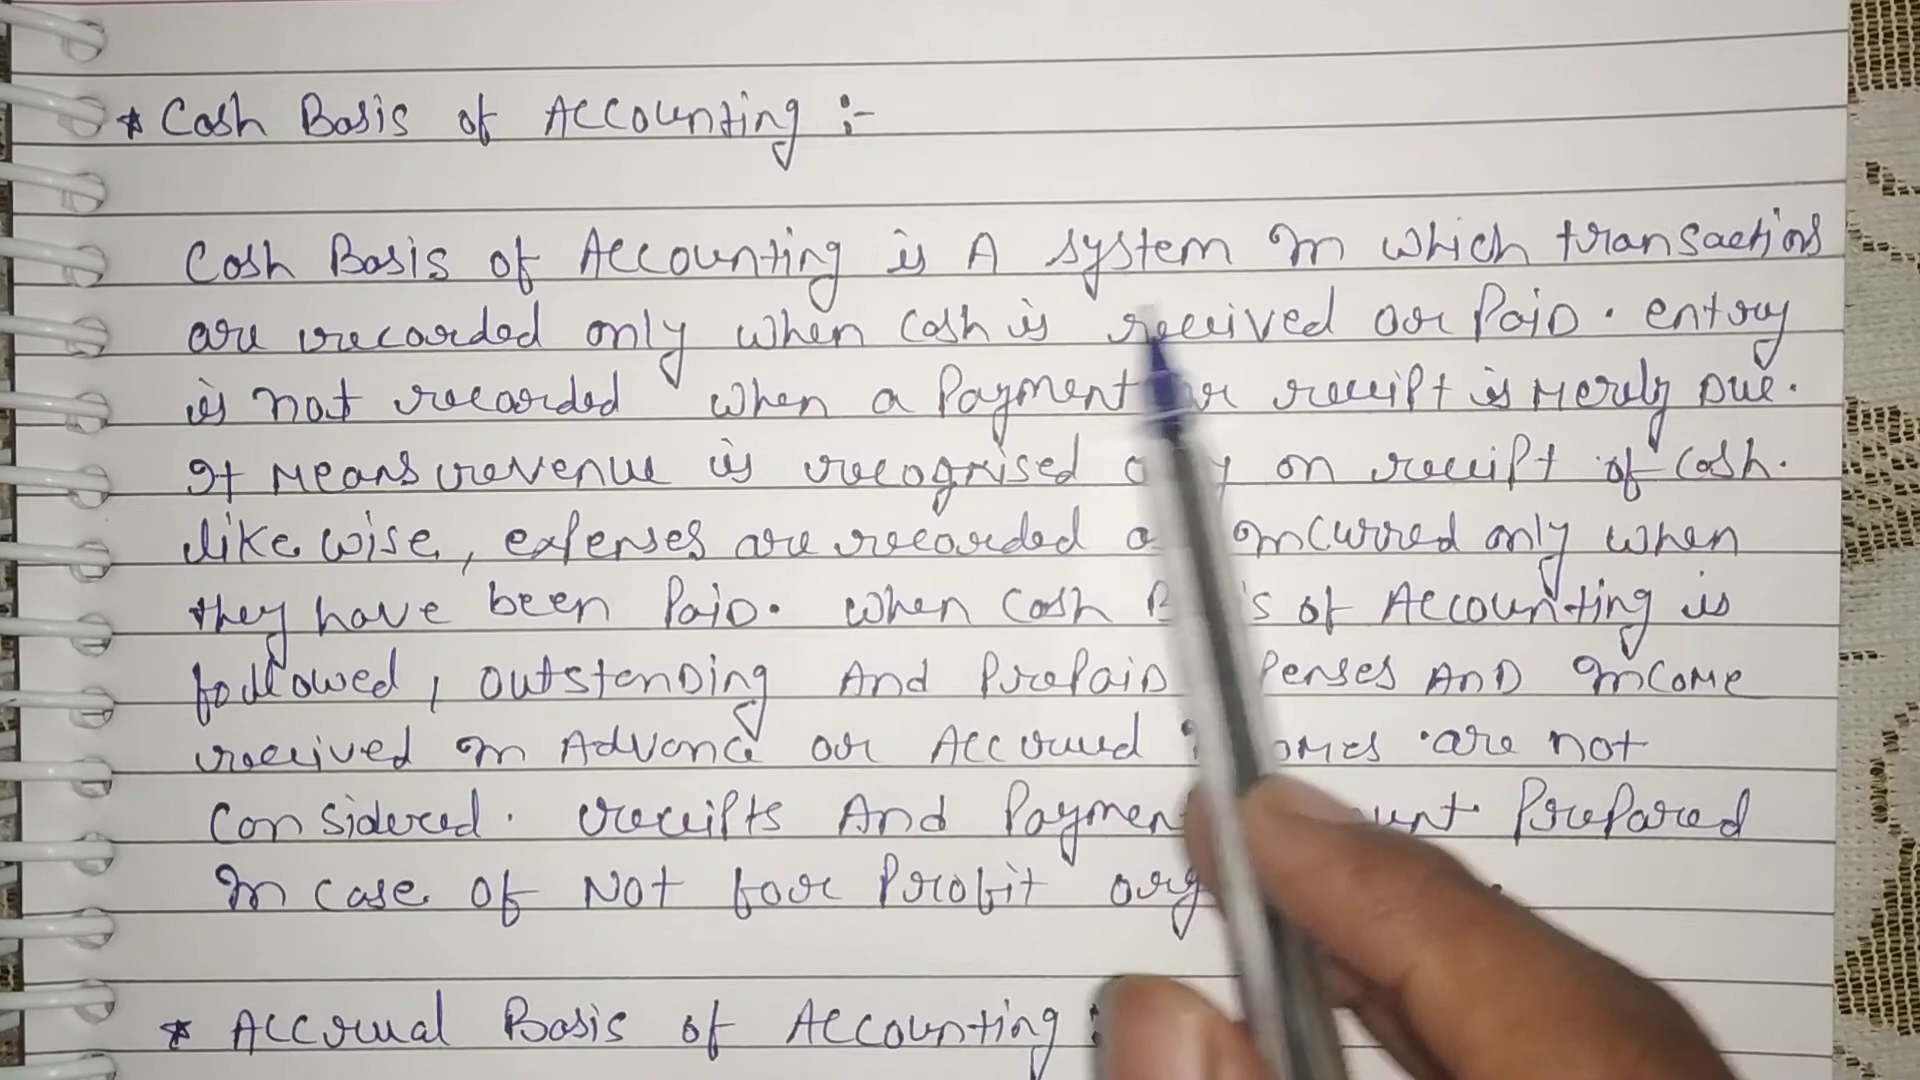 * Cash Basis of Accounting :-
Cash Basis of Accounting is A system In which transactions
are recorded only when cash is received or Paid. entry
is not recorded when a Payment or receipt is Merely Due.
It Means revenue is recognised on receipt of cash.
like wise, expenses are recorded Incurred only when
they have been Paid. When Cash of Accounting is
followed, outstanding And Prepaid AND Income
received In Advance or Accrued are not
considered. receipts And Prepared
In case of Not for Profit
* Accrual Basis of Accounting :